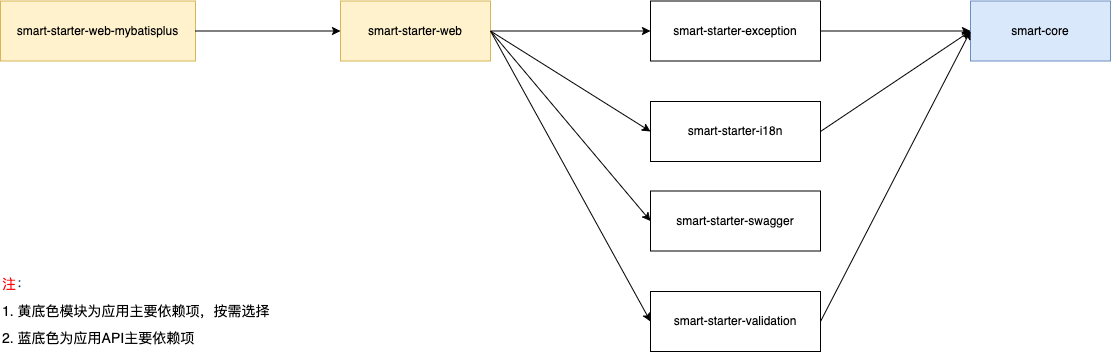 smart-starter-web-mybatisplus
smart-starter-web
smart-starter-exception
smart-core
smart-starter-i18n
smart-starter-swagger
smart-starter-validation
注：
1. 黄底色模块为应用主要依赖项，按需选择
2. 蓝底色为应用API主要依赖项